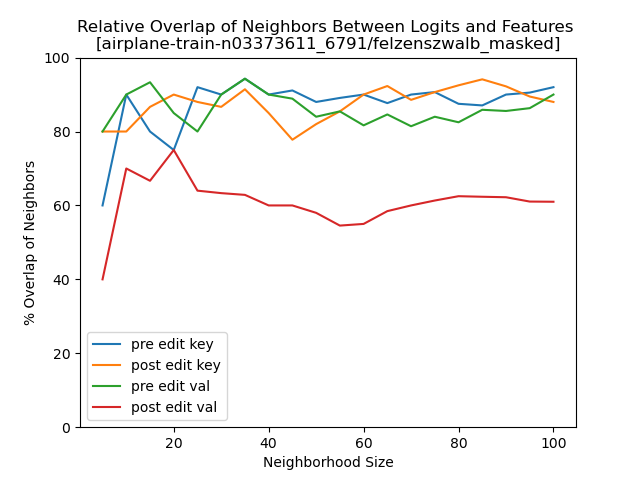 Relative Overlap of Neighbors Between Logits and Features
[airplane-train-n03373611_6791/felzenszwalb_masked]
100
80
60
40
20
0
% Overlap of Neighbors
pre edit key
post edit key
pre edit val
post edit val
20
40
60
80
100
Neighborhood Size